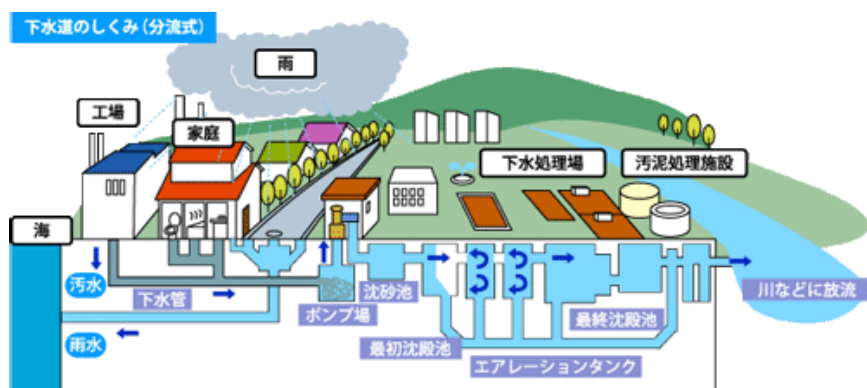 下水道のしくみ（分流式）
雨
工場
家庭
下水処理場
汚泥処理施設
海
汚水
下水管
沈砂池
ポンプ場
川などに放流
最終沈殿池
雨水
最初沈殿池
エアレーションタンク